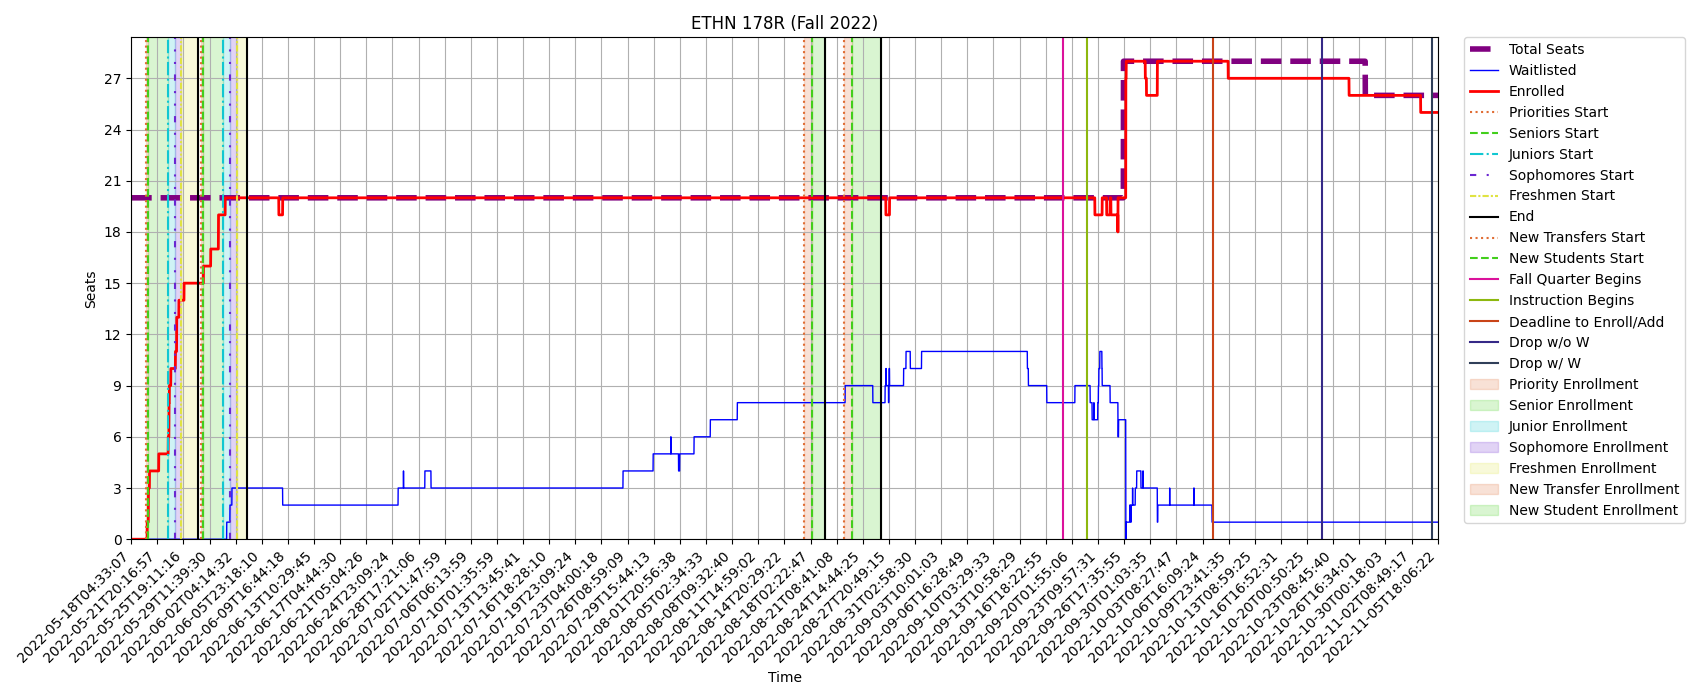 ETHN 178R (Fall 2022)
Seats
27
24
21
18
15
12
9
6
3
0
2022-05-18T04:33:07
2022-05-21T20:16:57
2022-05-25T19:11:16
2022-05-29T11:39:30
2022-06-02T04:14:32
2022-06-05T23:18:10
2022-06-09T16:44:18
2022-06-13T10:29:45
2022-06-17T04:44:30
2022-06-21T05:04:26
2022-06-24T23:09:24
2022-06-28T17:21:06
2022-07-02T11:47:59
2022-07-06T06:13:59
2022-07-10T01:35:59
2022-07-13T13:45:41
2022-07-16T18:28:10
2022-07-19T23:09:24
2022-07-23T04:00:18
2022-07-26T08:59:09
2022-07-29T15:44:13
2022-08-01T20:56:38
2022-08-05T02:34:33
2022-08-08T09:32:40
2022-08-11T14:59:02
2022-08-14T20:29:22
2022-08-18T02:22:47
2022-08-21T08:41:08
2022-08-24T14:44:25
2022-08-27T20:49:15
2022-08-31T02:58:30
2022-09-03T10:01:03
2022-09-06T16:28:49
2022-09-10T03:29:33
2022-09-13T10:58:29
2022-09-16T18:22:55
2022-09-20T01:55:06
2022-09-23T09:57:31
2022-09-26T17:35:55
2022-09-30T01:03:35
2022-10-03T08:27:47
2022-10-06T16:09:24
2022-10-09T23:41:35
2022-10-13T08:59:25
2022-10-16T16:52:31
2022-10-20T00:50:25
2022-10-23T08:45:40
2022-10-26T16:34:01
2022-10-30T00:18:03
2022-11-02T08:49:17
2022-11-05T18:06:22
Time
Total Seats
Waitlisted
Enrolled
Priorities Start
Seniors Start
Juniors Start
Sophomores Start
Freshmen Start
End
New Transfers Start
New Students Start
Fall Quarter Begins
Instruction Begins
Deadline to Enroll/Add
Drop w/o W
Drop w/ W
Priority Enrollment
Senior Enrollment
Junior Enrollment
Sophomore Enrollment
Freshmen Enrollment
New Transfer Enrollment
New Student Enrollment